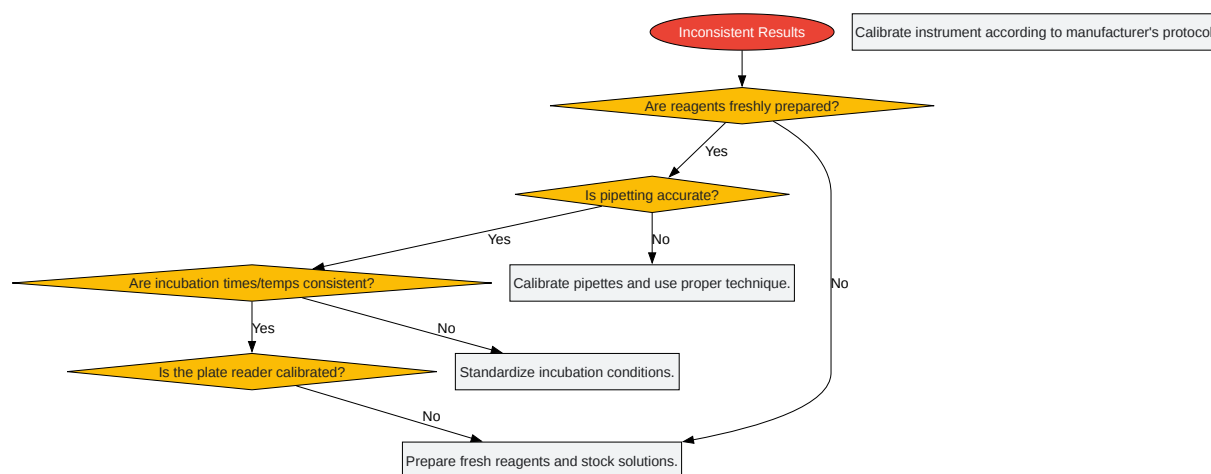 Inconsistent Results
Calibrate instrument according to manufacturer's protocol
Are reagents freshly prepared?
Yes
Is pipetting accurate?
Yes
No
Are incubation times/temps consistent?
Calibrate pipettes and use proper technique.
No
Yes
No
Is the plate reader calibrated?
Standardize incubation conditions.
No
Prepare fresh reagents and stock solutions.